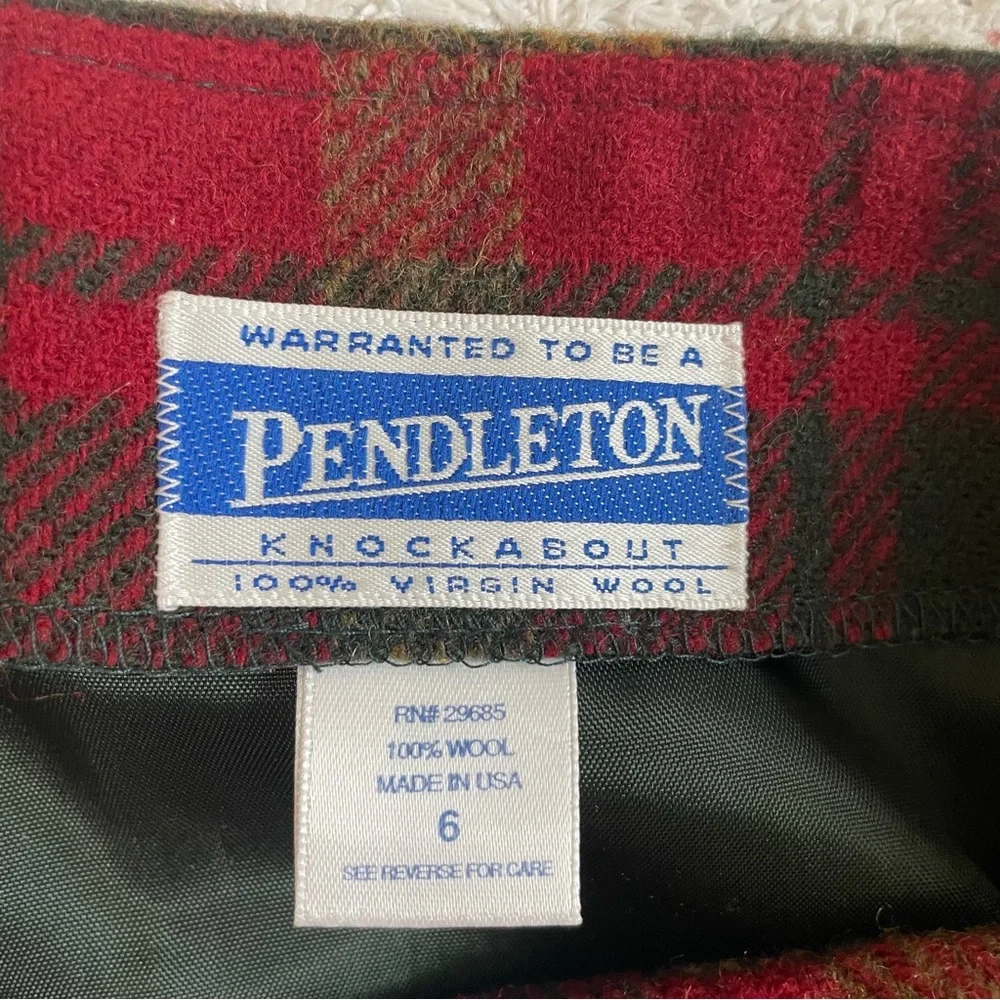 WARRANTED TO BE A
PENDLETON
KNOCKABOUT
100% VIRGIN WOOL
RN# 29685
100% WOOL
MADE IN USA
6
SEE REVERSE FOR CARE